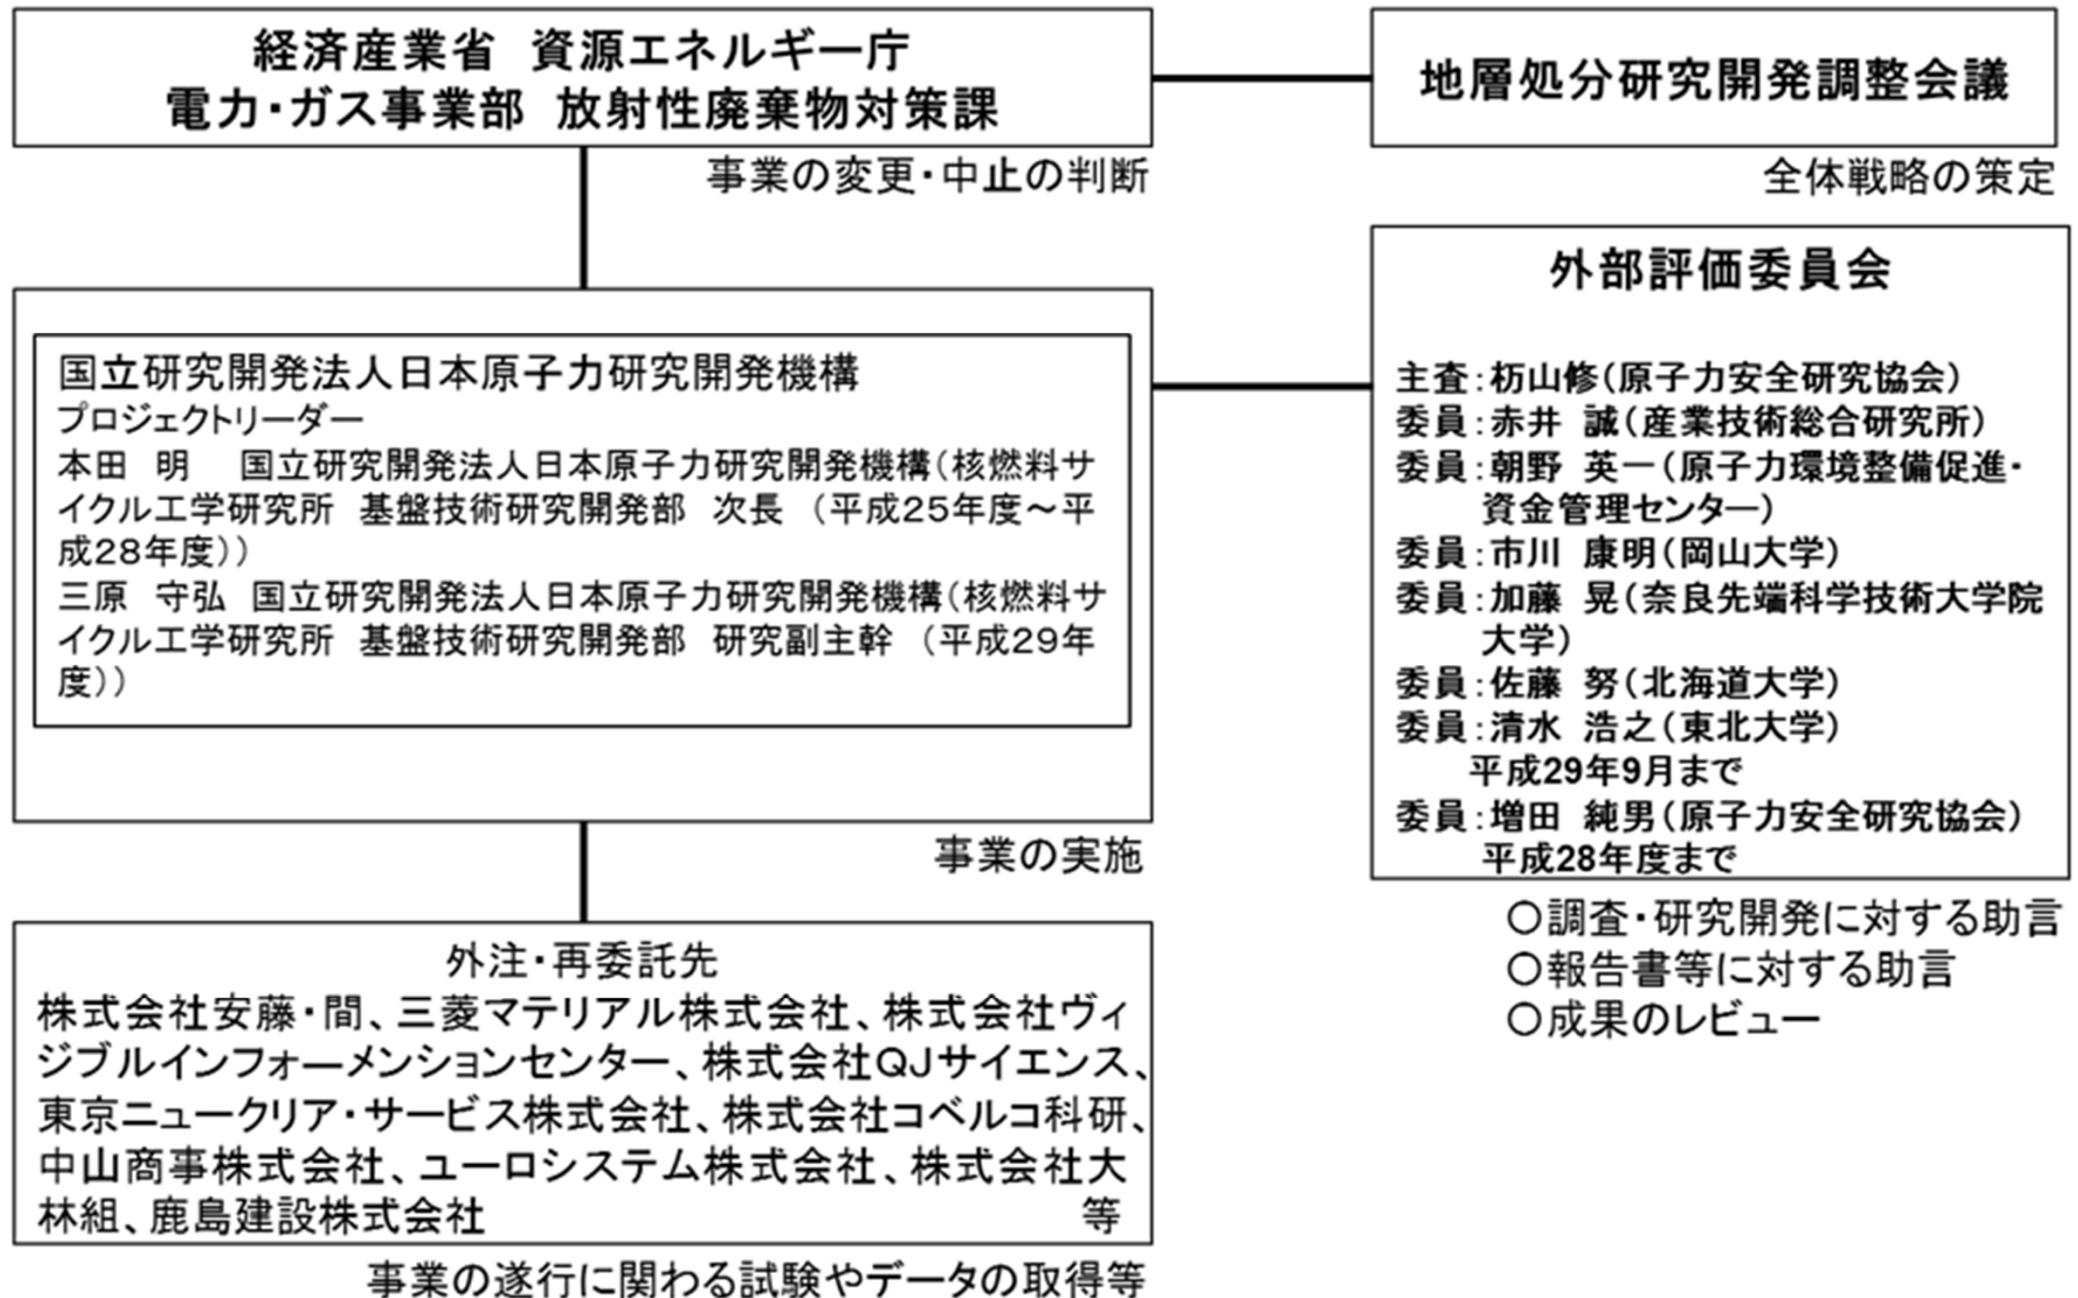 経済産業省　資源エネルギー庁
電力・ガス事業部　放射性廃棄物対策課
事業の変更・中止の判断
地層処分研究開発調整会議
全体戦略の策定
国立研究開発法人日本原子力研究開発機構
プロジェクトリーダー
本田　明　　国立研究開発法人日本原子力研究開発機構(核燃料サ
イクル工学研究所　基盤技術研究開発部　次長　(平成25年度～平
成28年度))
三原　守弘　国立研究開発法人日本原子力研究開発機構(核燃料サ
イクル工学研究所　基盤技術研究開発部　研究副主幹　(平成29年
度))
事業の実施
外部評価委員会
主査:杤山修(原子力安全研究協会)
委員:赤井　誠(産業技術総合研究所)
委員:朝野　英一(原子力環境整備促進・
資金管理センター)
委員:市川　康明(岡山大学)
委員:加藤　晃(奈良先端科学技術大学院
大学)
委員:佐藤　努(北海道大学)
委員:清水　浩之(東北大学)
平成29年9月まで
委員:増田　純男(原子力安全研究協会)
平成28年度まで
○調査・研究開発に対する助言
○報告書等に対する助言
○成果のレビュー
外注・再委託先
株式会社安藤・間、三菱マテリアル株式会社、株式会社ヴィ
ジブルインフォーメンションセンター、株式会社QJサイエンス、
東京ニュークリア・サービス株式会社、株式会社コベルコ科研、
中山商事株式会社、ユーロシステム株式会社、株式会社大
林組、鹿島建設株式会社　等
事業の遂行に関わる試験やデータの取得等